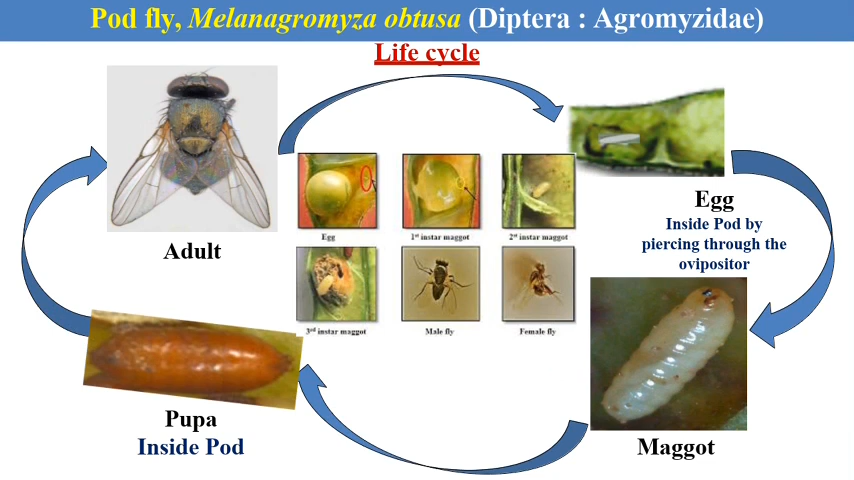 Pod fly, Melanagromyza obtusa (Diptera : Agromyzidae)
Life cycle
Adult
Egg
Inside Pod by
piercing through the
ovipositor
Egg
1st instar maggot
2nd instar maggot
3rd instar maggot
Male fly
Female fly
Pupa
Inside Pod
Maggot